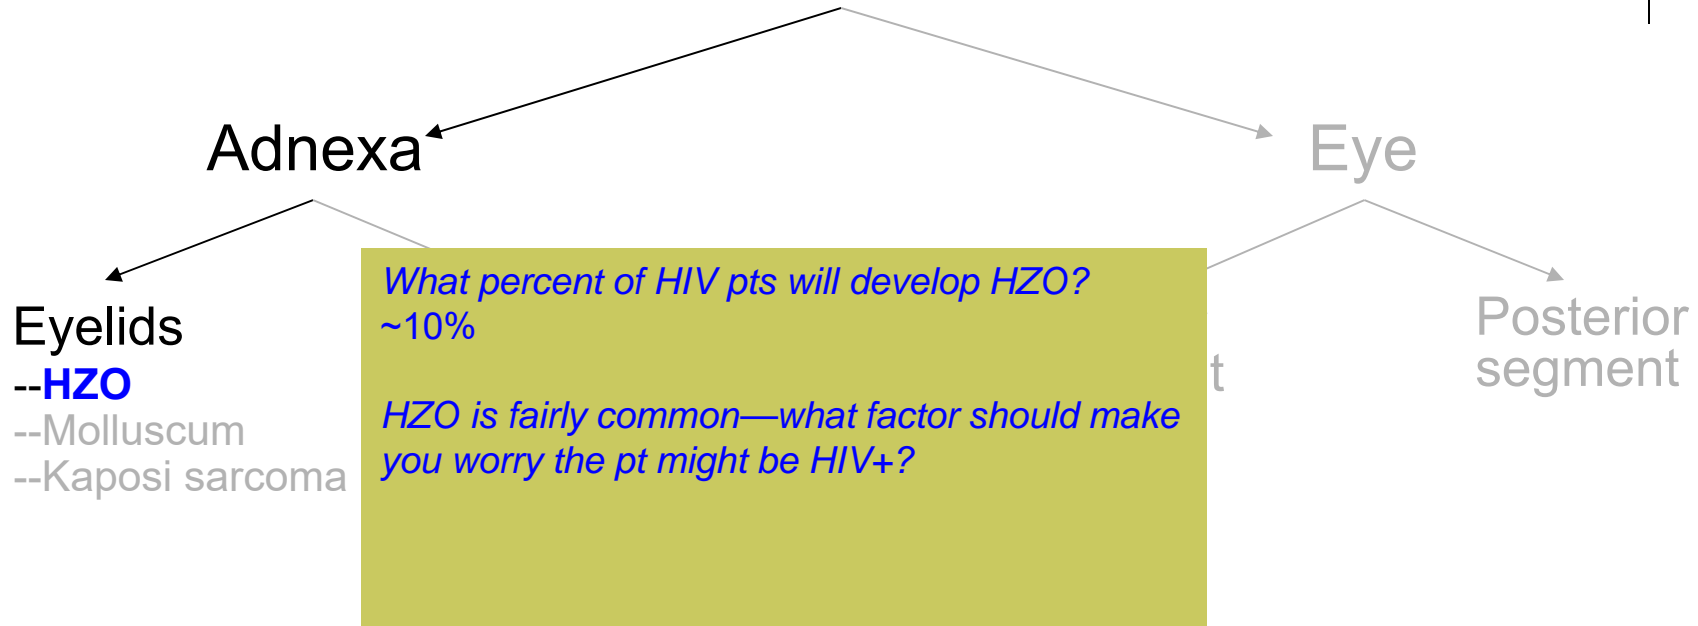 Adnexa
Eye
What percent of HIV pts will develop HZO?
~10%
HZO is fairly common—what factor should make
you worry the pt might be HIV+?
Eyelids
--HZO
--Molluscum
--Kaposi sarcoma
t
Posterior
segment